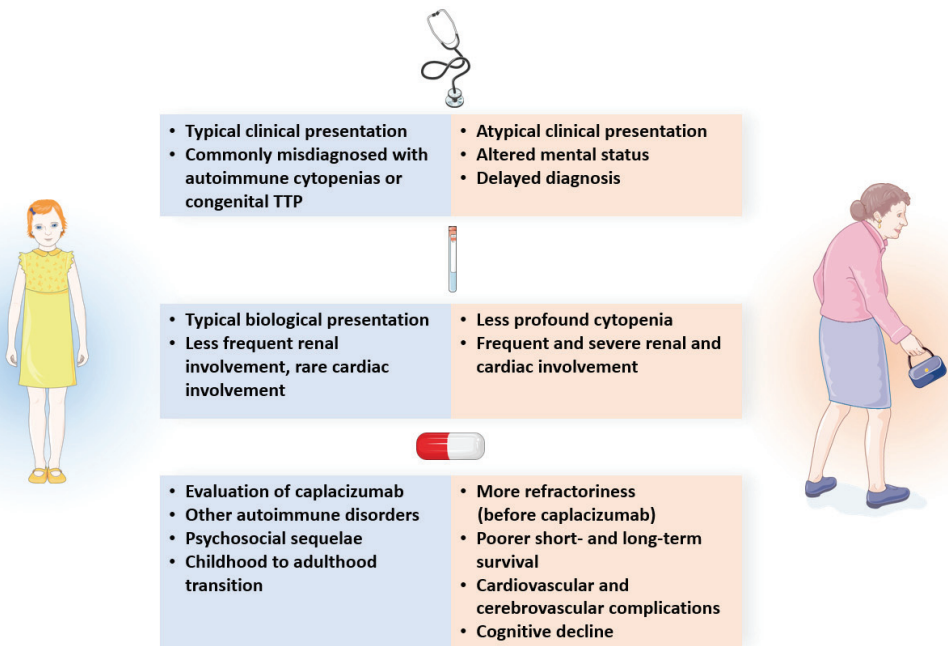 • Typical clinical presentation
• Commonly misdiagnosed with
autoimmune cytopenias or
congenital TTP
• Atypical clinical presentation
• Altered mental status
• Delayed diagnosis
• Typical biological presentation
• Less frequent renal
involvement, rare cardiac
involvement
• Less profound cytopenia
• Frequent and severe renal and
cardiac involvement
• Evaluation of caplacizumab
• Other autoimmune disorders
• Psychosocial sequelae
• Childhood to adulthood
transition
• More refractoriness
(before caplacizumab)
• Poorer short- and long-term
survival
• Cardiovascular and
cerebrovascular complications
• Cognitive decline